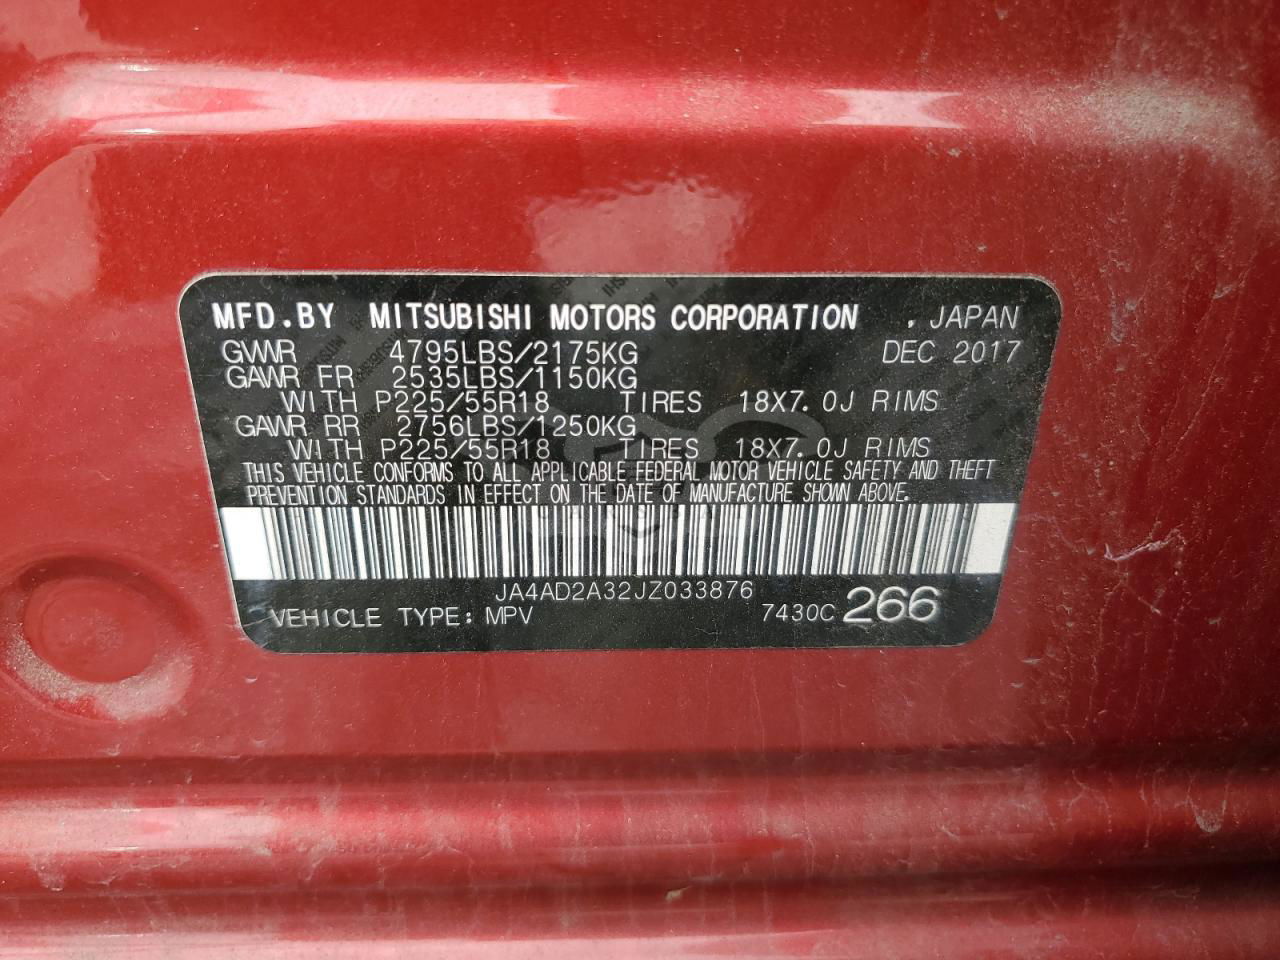 MFD.BY MITSUBISHI MOTORS CORPORATION , JAPAN
GVWR 4795LBS/2175KG DEC 2017
GAWR FR 2535LBS/1150KG
WITH P225/55R18 TIRES 18X7.0J RIMS
GAWR RR 2756LBS/1250KG
WITH P225/55R18 TIRES 18X7.0J RIMS
THIS VEHICLE CONFORMS TO ALL APPLICABLE FEDERAL MOTOR VEHICLE SAFETY AND THEFT
PREVENTION STANDARDS IN EFFECT ON THE DATE OF MANUFACTURE SHOWN ABOVE.
JA4AD2A32JZ033876
VEHICLE TYPE: MPV 7430C 266